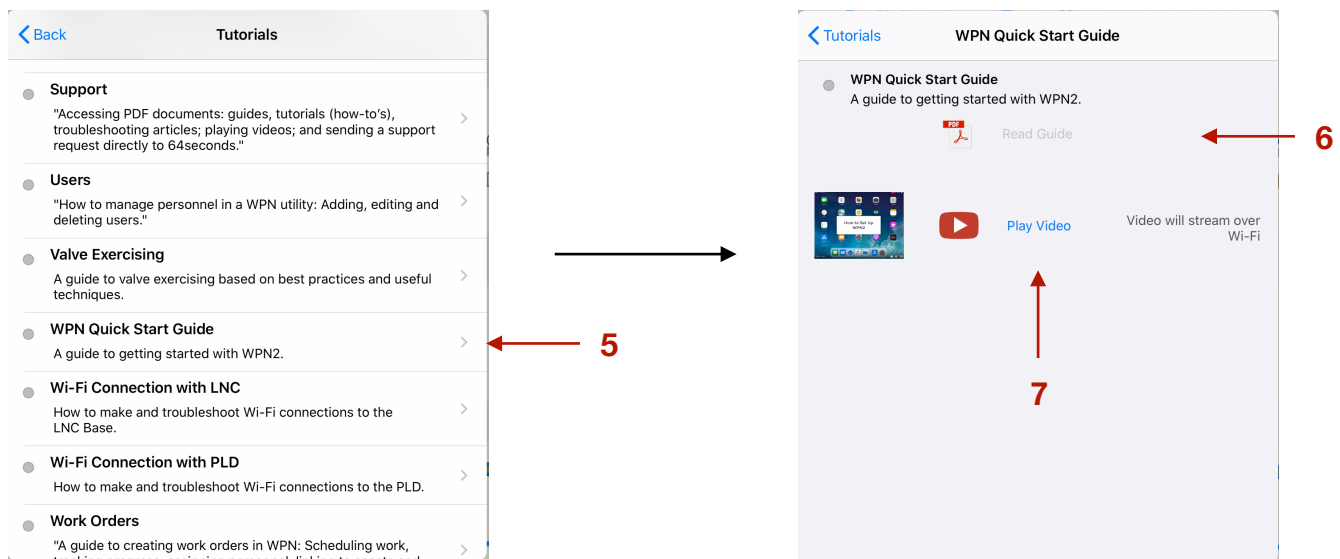 Back
Tutorials
Support
"Accessing PDF documents: guides, tutorials (how-to's),
troubleshooting articles; playing videos; and sending a support
request directly to 64seconds."
Users
"How to manage personnel in a WPN utility: Adding, editing and
deleting users."
Valve Exercising
A guide to valve exercising based on best practices and useful
techniques.
WPN Quick Start Guide
A guide to getting started with WPN2.
Wi-Fi Connection with LNC
How to make and troubleshoot Wi-Fi connections to the
LNC Base.
Wi-Fi Connection with PLD
How to make and troubleshoot Wi-Fi connections to the PLD.
Work Orders
"A guide to creating work orders in WPN: Scheduling work,
5
Tutorials
WPN Quick Start Guide
WPN Quick Start Guide
A guide to getting started with WPN2.
PDF
Read Guide
6
How to Set Up
WPN2
Play Video
Video will stream over
Wi-Fi
7